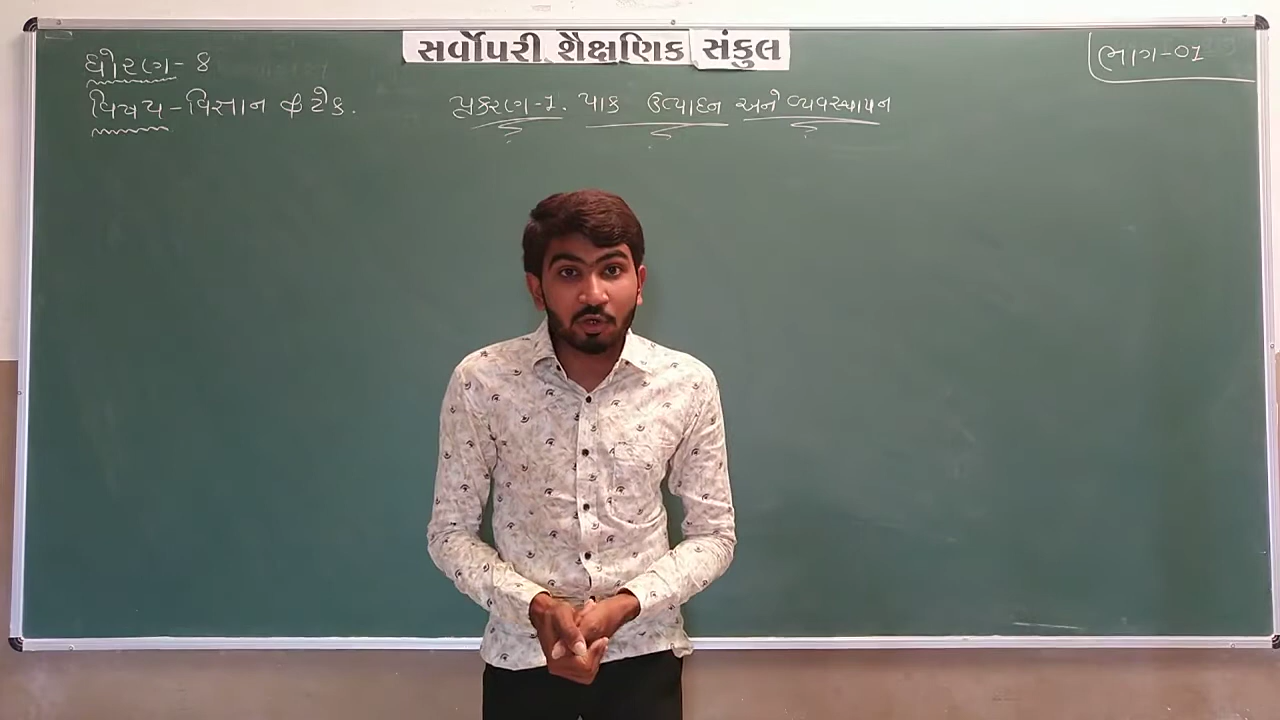 સર્વોપરી શૈક્ષણિક સંકુલ
ધોરણ - 8
ભાગ-01
વિષય - વિજ્ઞાન & ટેક.
પ્રકરણ-1. પાક ઉત્પાદન અને વ્યવસ્થાપન